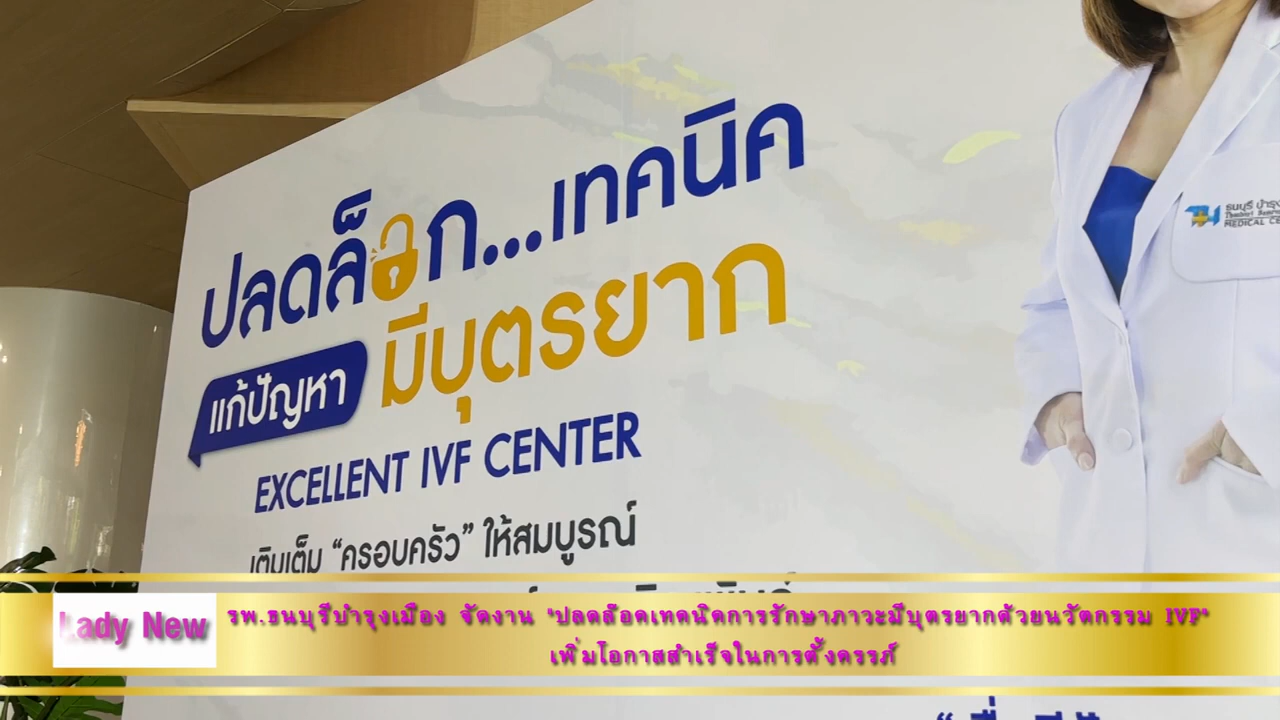 ปลดล็อก...เทคนิค
แก้ปัญหา มีบุตรยาก
EXCELLENT IVF CENTER
เติมเต็ม “ครอบครัว” ให้สมบูรณ์
ธนบุรี บำรุง
Thonburi Bamru
MEDICAL CE
Lady New
รพ.ธนบุรีบำรุงเมือง จัดงาน "ปลดล๊อคเทคนิคการรักษาภาวะมีบุตรยากด้วยนวัตกรรม IVF"
เพิ่มโอกาสสำเร็จในการตั้งครรภ์